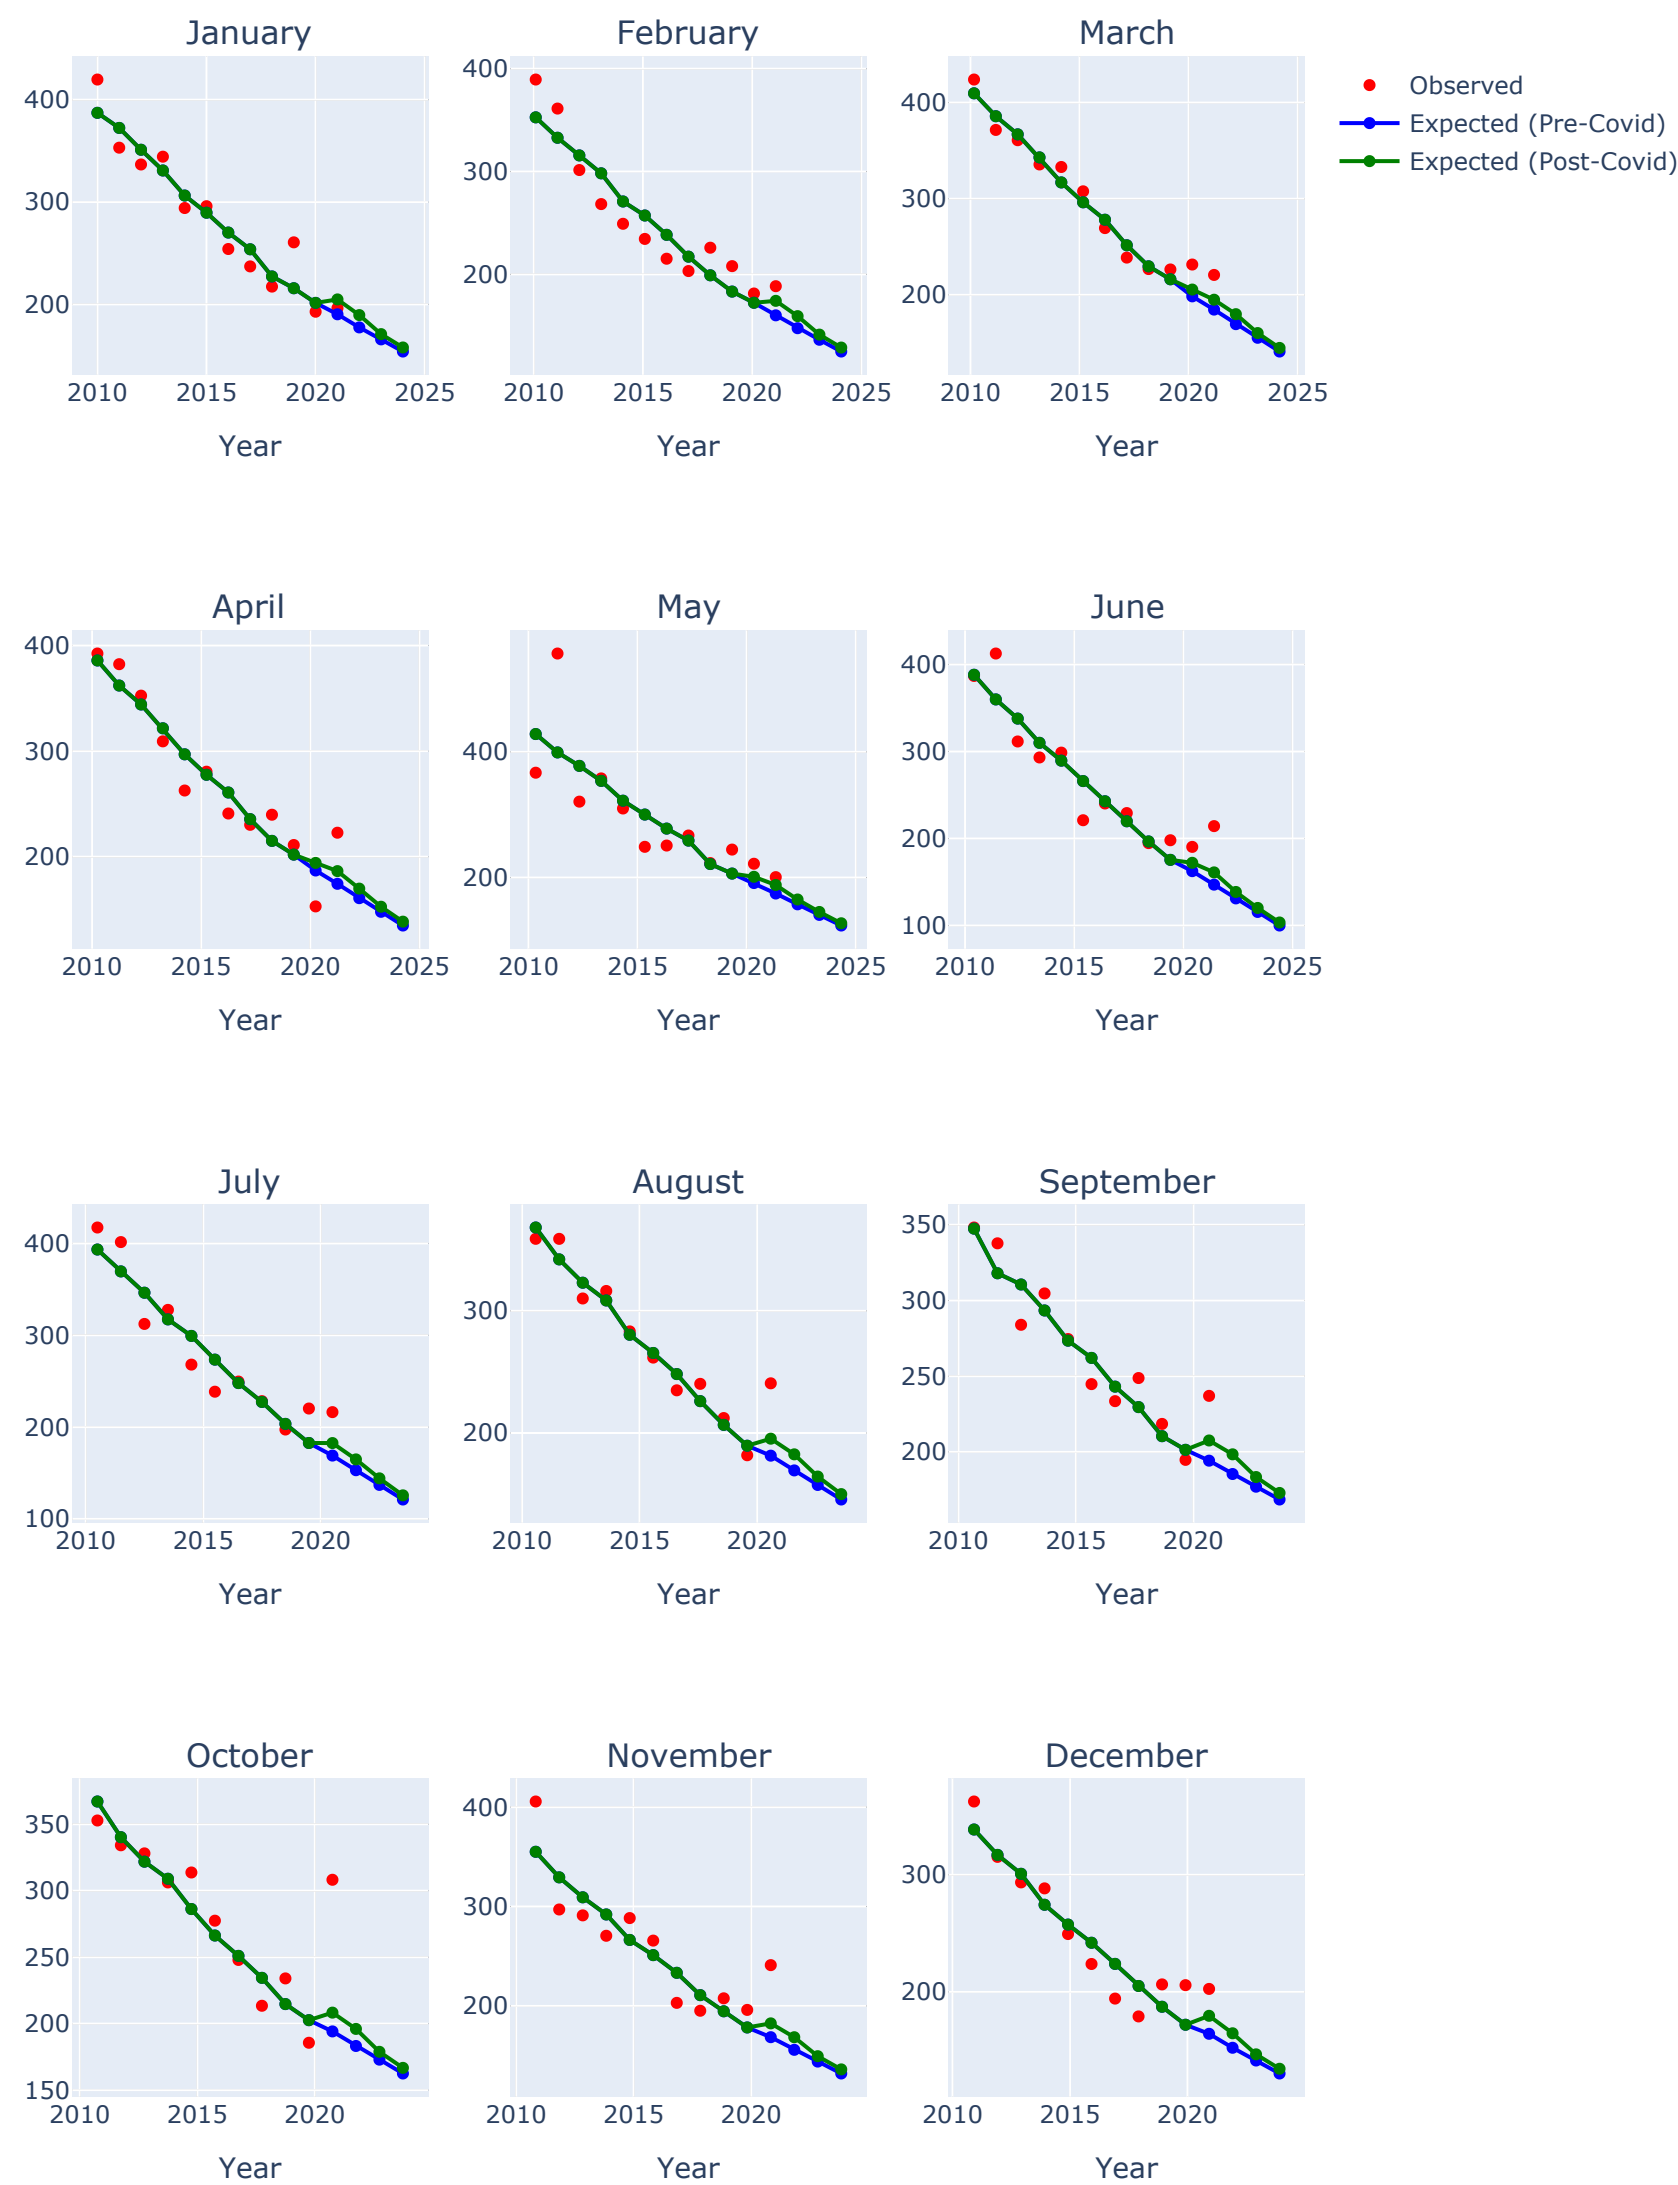 January February March
Observed
Expected (Pre-Covid)
Expected (Post-Covid)
400 300 200
400 300 200
400 300 200
2010 2015 2020 2025 2010 2015 2020 2025 2010 2015 2020 2025
Year Year Year
April May June
400 300 200
400 200
400 300 200 100
2010 2015 2020 2025 2010 2015 2020 2025 2010 2015 2020 2025
Year Year Year
July August September
400 300 200 100
300 200
350 300 250 200
2010 2015 2020 2010 2015 2020 2010 2015 2020
Year Year Year
October November December
350 300 250 200 150
400 300 200
300 200
2010 2015 2020 2010 2015 2020 2010 2015 2020
Year Year Year